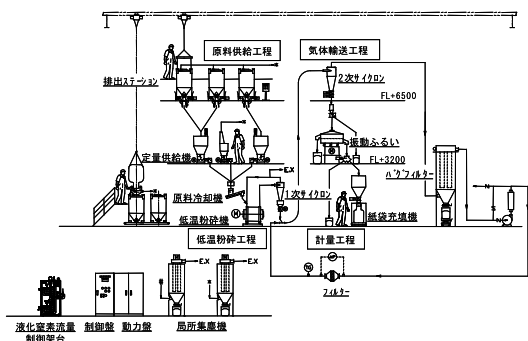 原料供給工程
気体輸送工程
排出ステーション
2次サイクロン
FL+6500
振動ふるい
定量供給機
FL+3200
バグフィルター
E.X
原料冷却機
1次サイクロン
低温粉砕機
紙袋充填機
低温粉砕工程
計量工程
E.X
E.X
フィルター
液化窒素流量
制御架台
制御盤
動力盤
局所集塵機